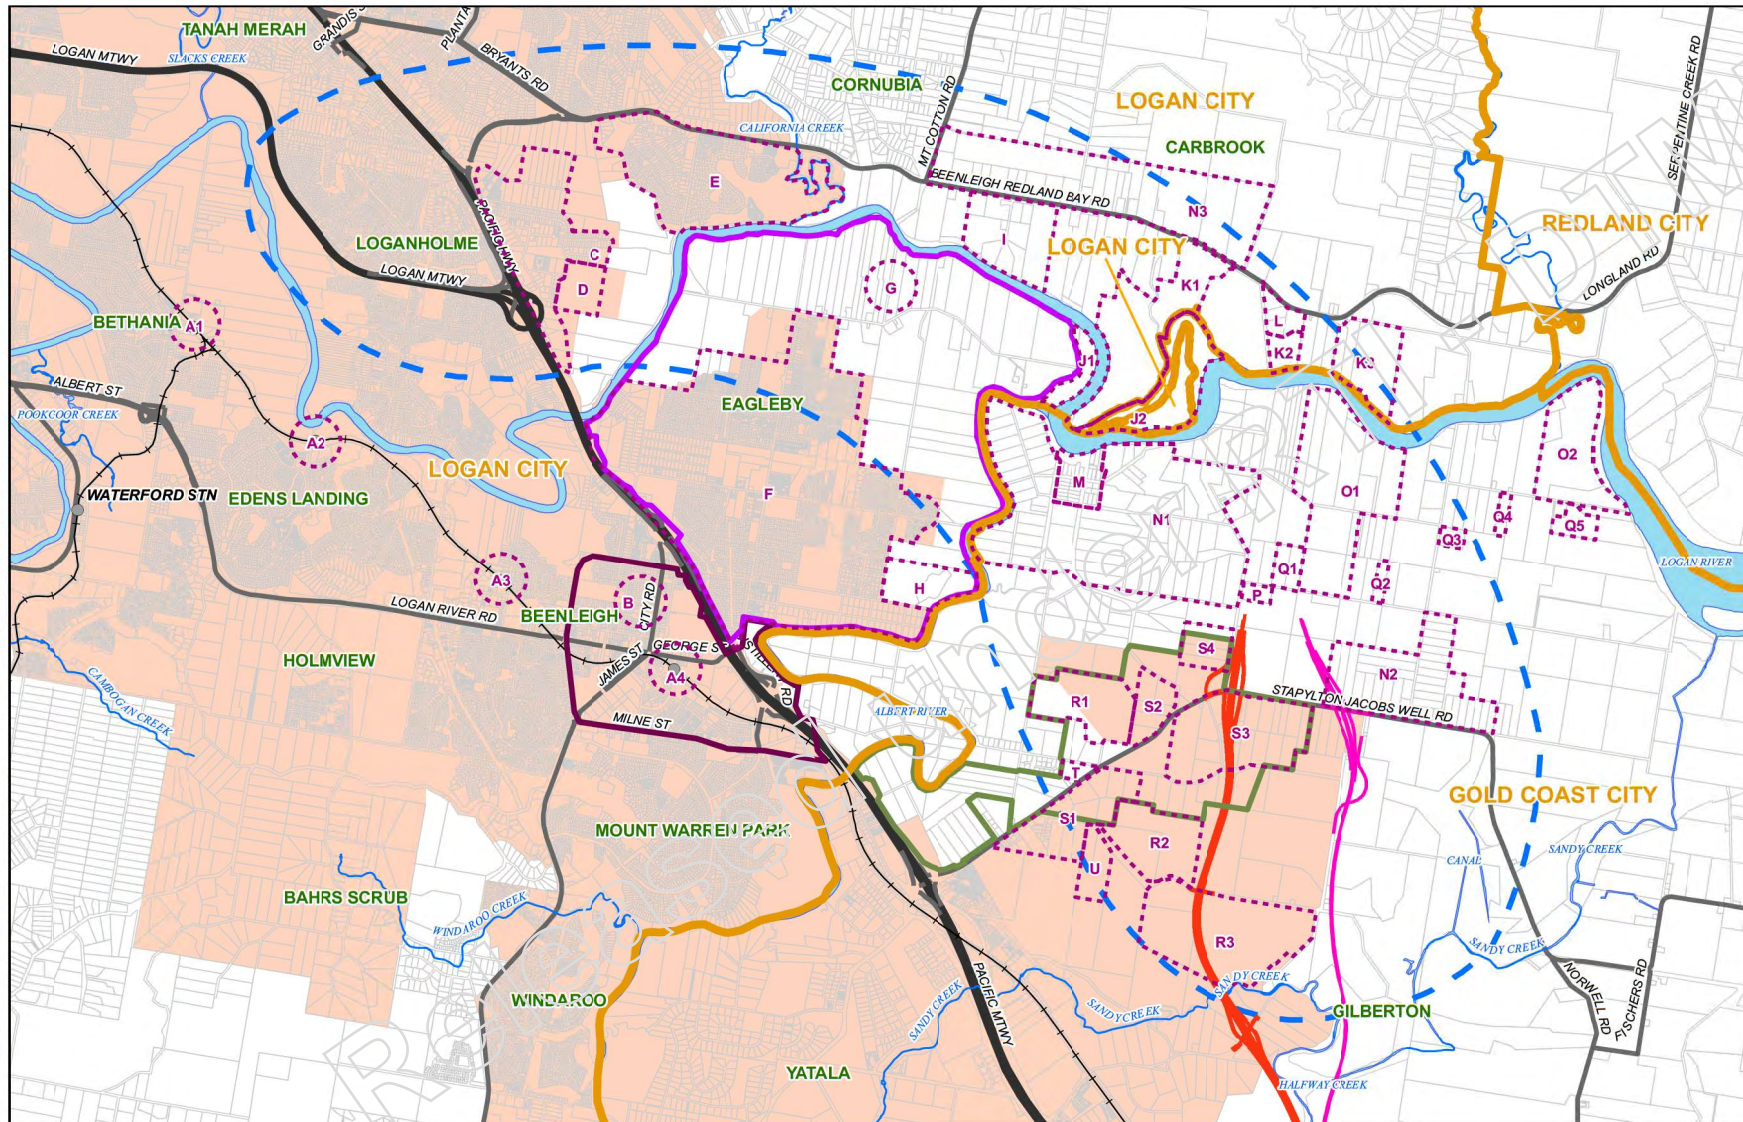 TANAH MERAH
BRYANTS RD
LOGAN MTWY
SLACKS CREEK
CORNUBIA
MT COTTON RD
LOGAN CITY
SERPENTINE CREEK RD
CALIFORNIA CREEK
CARBROOK
E
BEENLEIGH REDLAND BAY RD
N3
REDLAND CITY
PACIFIC HWY
LOGANHOLME
I
LOGAN CITY
C
LOGAN MTWY
D
G
K1
LONGLAND RD
BETHANIA
A1
L
K2
K3
J1
ALBERT ST
POOKCOOR CREEK
EAGLEBY
J2
A2
LOGAN CITY
O2
WATERFORD STN
EDENS LANDING
F
M
O1
N1
Q4
Q5
Q3
LOGAN RIVER
A3
Q1
Q2
H
P
LOGAN RIVER RD
BEENLEIGH
B
CITY RD
GEORGE ST
JAMES ST
HOLMVIEW
A4
S4
N2
CAMBOGAN CREEK
R1
S2
STAPYLTON JACOBS WELL RD
MILNE ST
ALBERT RIVER
S3
T
GOLD COAST CITY
MOUNT WARREN PARK
S1
R2
CANAL
SANDY CREEK
U
BAHRS SCRUB
WINDAROO CREEK
R3
SANDY CREEK
SANDY CREEK
PACIFIC MTWY
NORWELL RD
FISCHERS RD
WINDAROO
SANDY CREEK
SANDY CREEK
GILBERTON
YATALA
HALFWAY CREEK